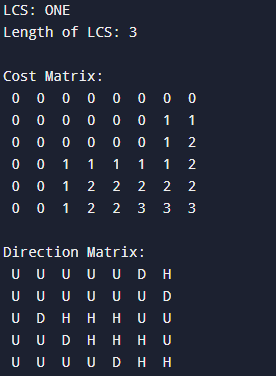 LCS: ONE
Length of LCS: 3
Cost Matrix:
0 0 0 0 0 0 0 0
0 0 0 0 0 0 1 1
0 0 0 0 0 0 1 2
0 0 1 1 1 1 1 2
0 0 1 2 2 2 2 2
0 0 1 2 2 3 3 3
Direction Matrix:
U U U U U D H
U U U U U U D
U D H H H U U
U U D H H H U
U U U U D H H